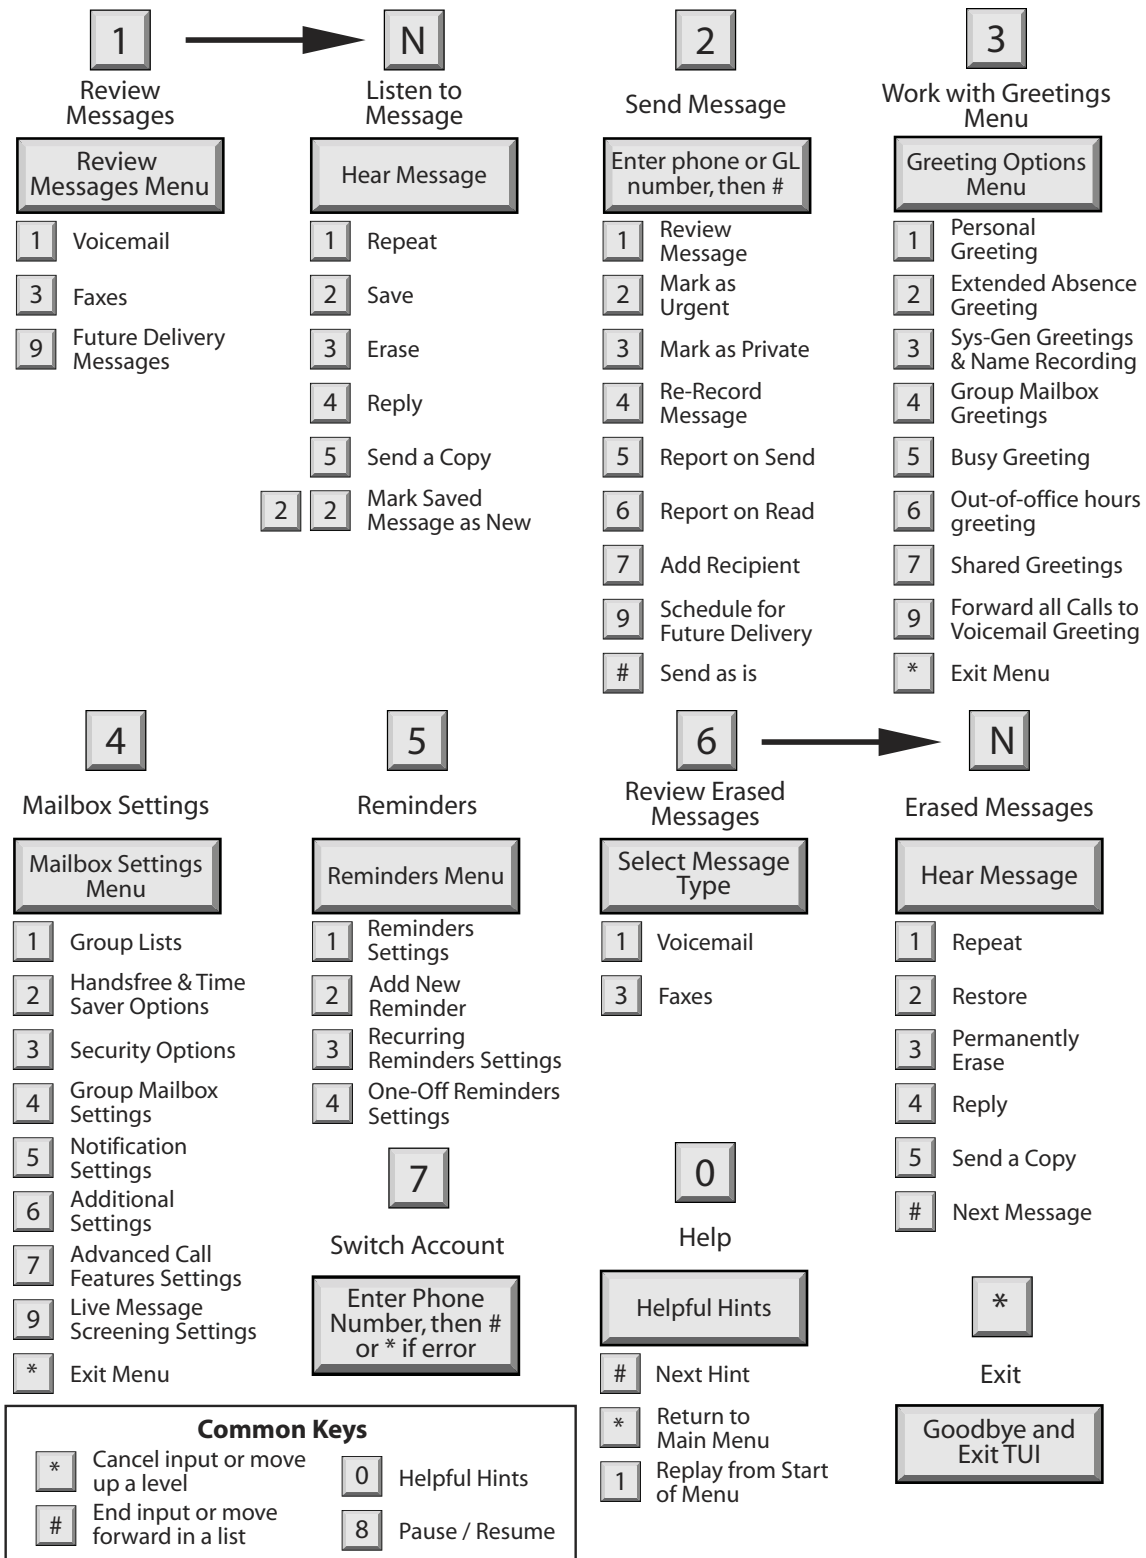 1
Review
Messages
Review
Messages Menu
1 Voicemail
3 Faxes
9 Future Delivery
Messages
N
Listen to
Message
Hear Message
1 Repeat
2 Save
3 Erase
4 Reply
5 Send a Copy
2 2 Mark Saved
Message as New
2
Send Message
Enter phone or GL
number, then #
1 Review
Message
2 Mark as
Urgent
3 Mark as Private
4 Re-Record
Message
5 Report on Send
6 Report on Read
7 Add Recipient
9 Schedule for
Future Delivery
# Send as is
3
Work with Greetings
Menu
Greeting Options
Menu
1 Personal
Greeting
2 Extended Absence
Greeting
3 Sys-Gen Greetings
& Name Recording
4 Group Mailbox
Greetings
5 Busy Greeting
6 Out-of-office hours
greeting
7 Shared Greetings
9 Forward all Calls to
Voicemail Greeting
* Exit Menu
4
Mailbox Settings
Mailbox Settings
Menu
1 Group Lists
2 Handsfree & Time
Saver Options
3 Security Options
4 Group Mailbox
Settings
5 Notification
Settings
6 Additional
Settings
7 Advanced Call
Features Settings
9 Live Message
Screening Settings
* Exit Menu
5
Reminders
Reminders Menu
1 Reminders
Settings
2 Add New
Reminder
3 Recurring
Reminders Settings
4 One-Off Reminders
Settings
7
Switch Account
Enter Phone
Number, then #
or * if error
6
Review Erased
Messages
Select Message
Type
1 Voicemail
3 Faxes
N
Erased Messages
Hear Message
1 Repeat
2 Restore
3 Permanently
Erase
4 Reply
5 Send a Copy
# Next Message
0
Help
Helpful Hints
# Next Hint
* Return to
Main Menu
1 Replay from Start
of Menu
*
Exit
Goodbye and
Exit TUI
Common Keys
* Cancel input or move
up a level
# End input or move
forward in a list
0 Helpful Hints
8 Pause / Resume